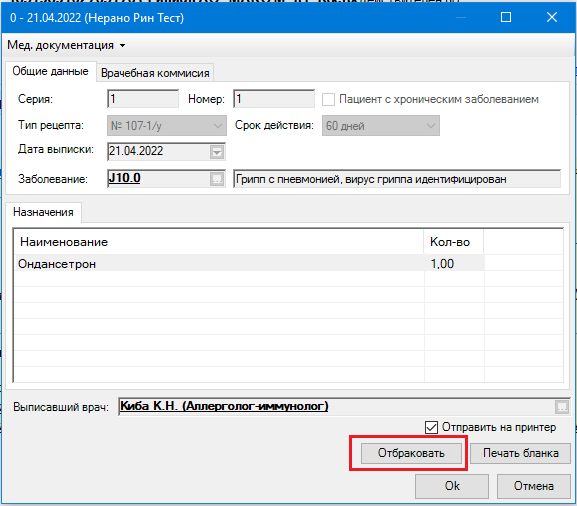 0 - 21.04.2022 (Нерано Рин Тест)
Мед. документация
Общие данные Врачебная коммисия
Серия: 1 Номер: 1 Пациент с хроническим заболеванием
Тип рецепта: № 107-1/у Срок действия: 60 дней
Дата выписки: 21.04.2022
Заболевание: J10.0 ... Грипп с пневмонией, вирус гриппа идентифицирован
Назначения
Наименование Кол-во
Ондансетрон 1,00
Выписавший врач: Киба К.Н. (Аллерголог-иммунолог) ...
Отправить на принтер
Отбраковать Печать бланка
Ok Отмена